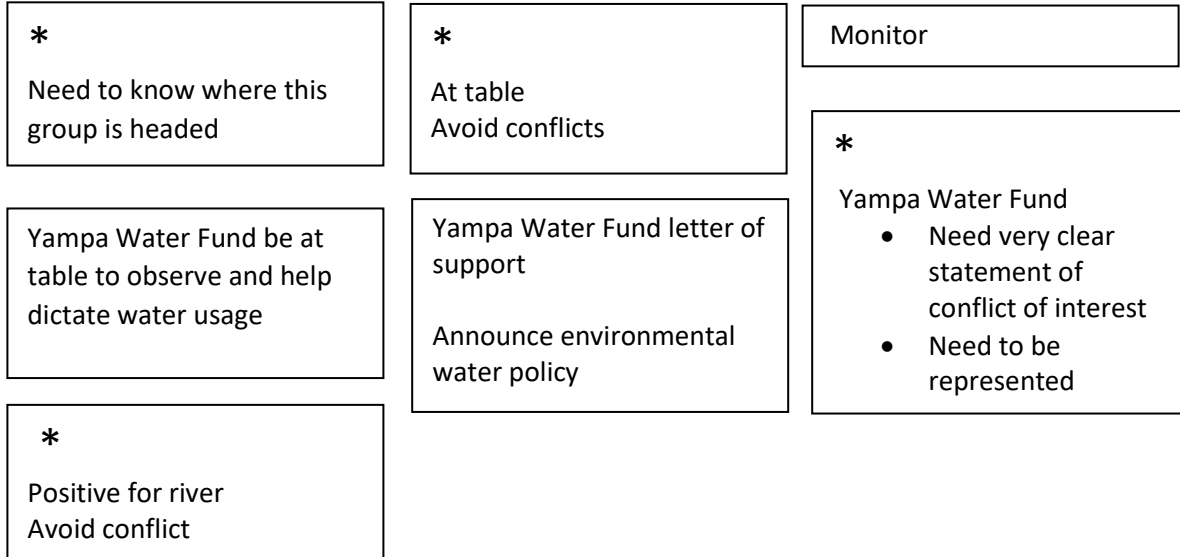 *
Need to know where this
group is headed
*
At table
Avoid conflicts
Monitor
*
Yampa Water Fund
• Need very clear
statement of
conflict of interest
• Need to be
represented
Yampa Water Fund be at
table to observe and help
dictate water usage
Yampa Water Fund letter of
support
Announce environmental
water policy
*
Positive for river
Avoid conflict